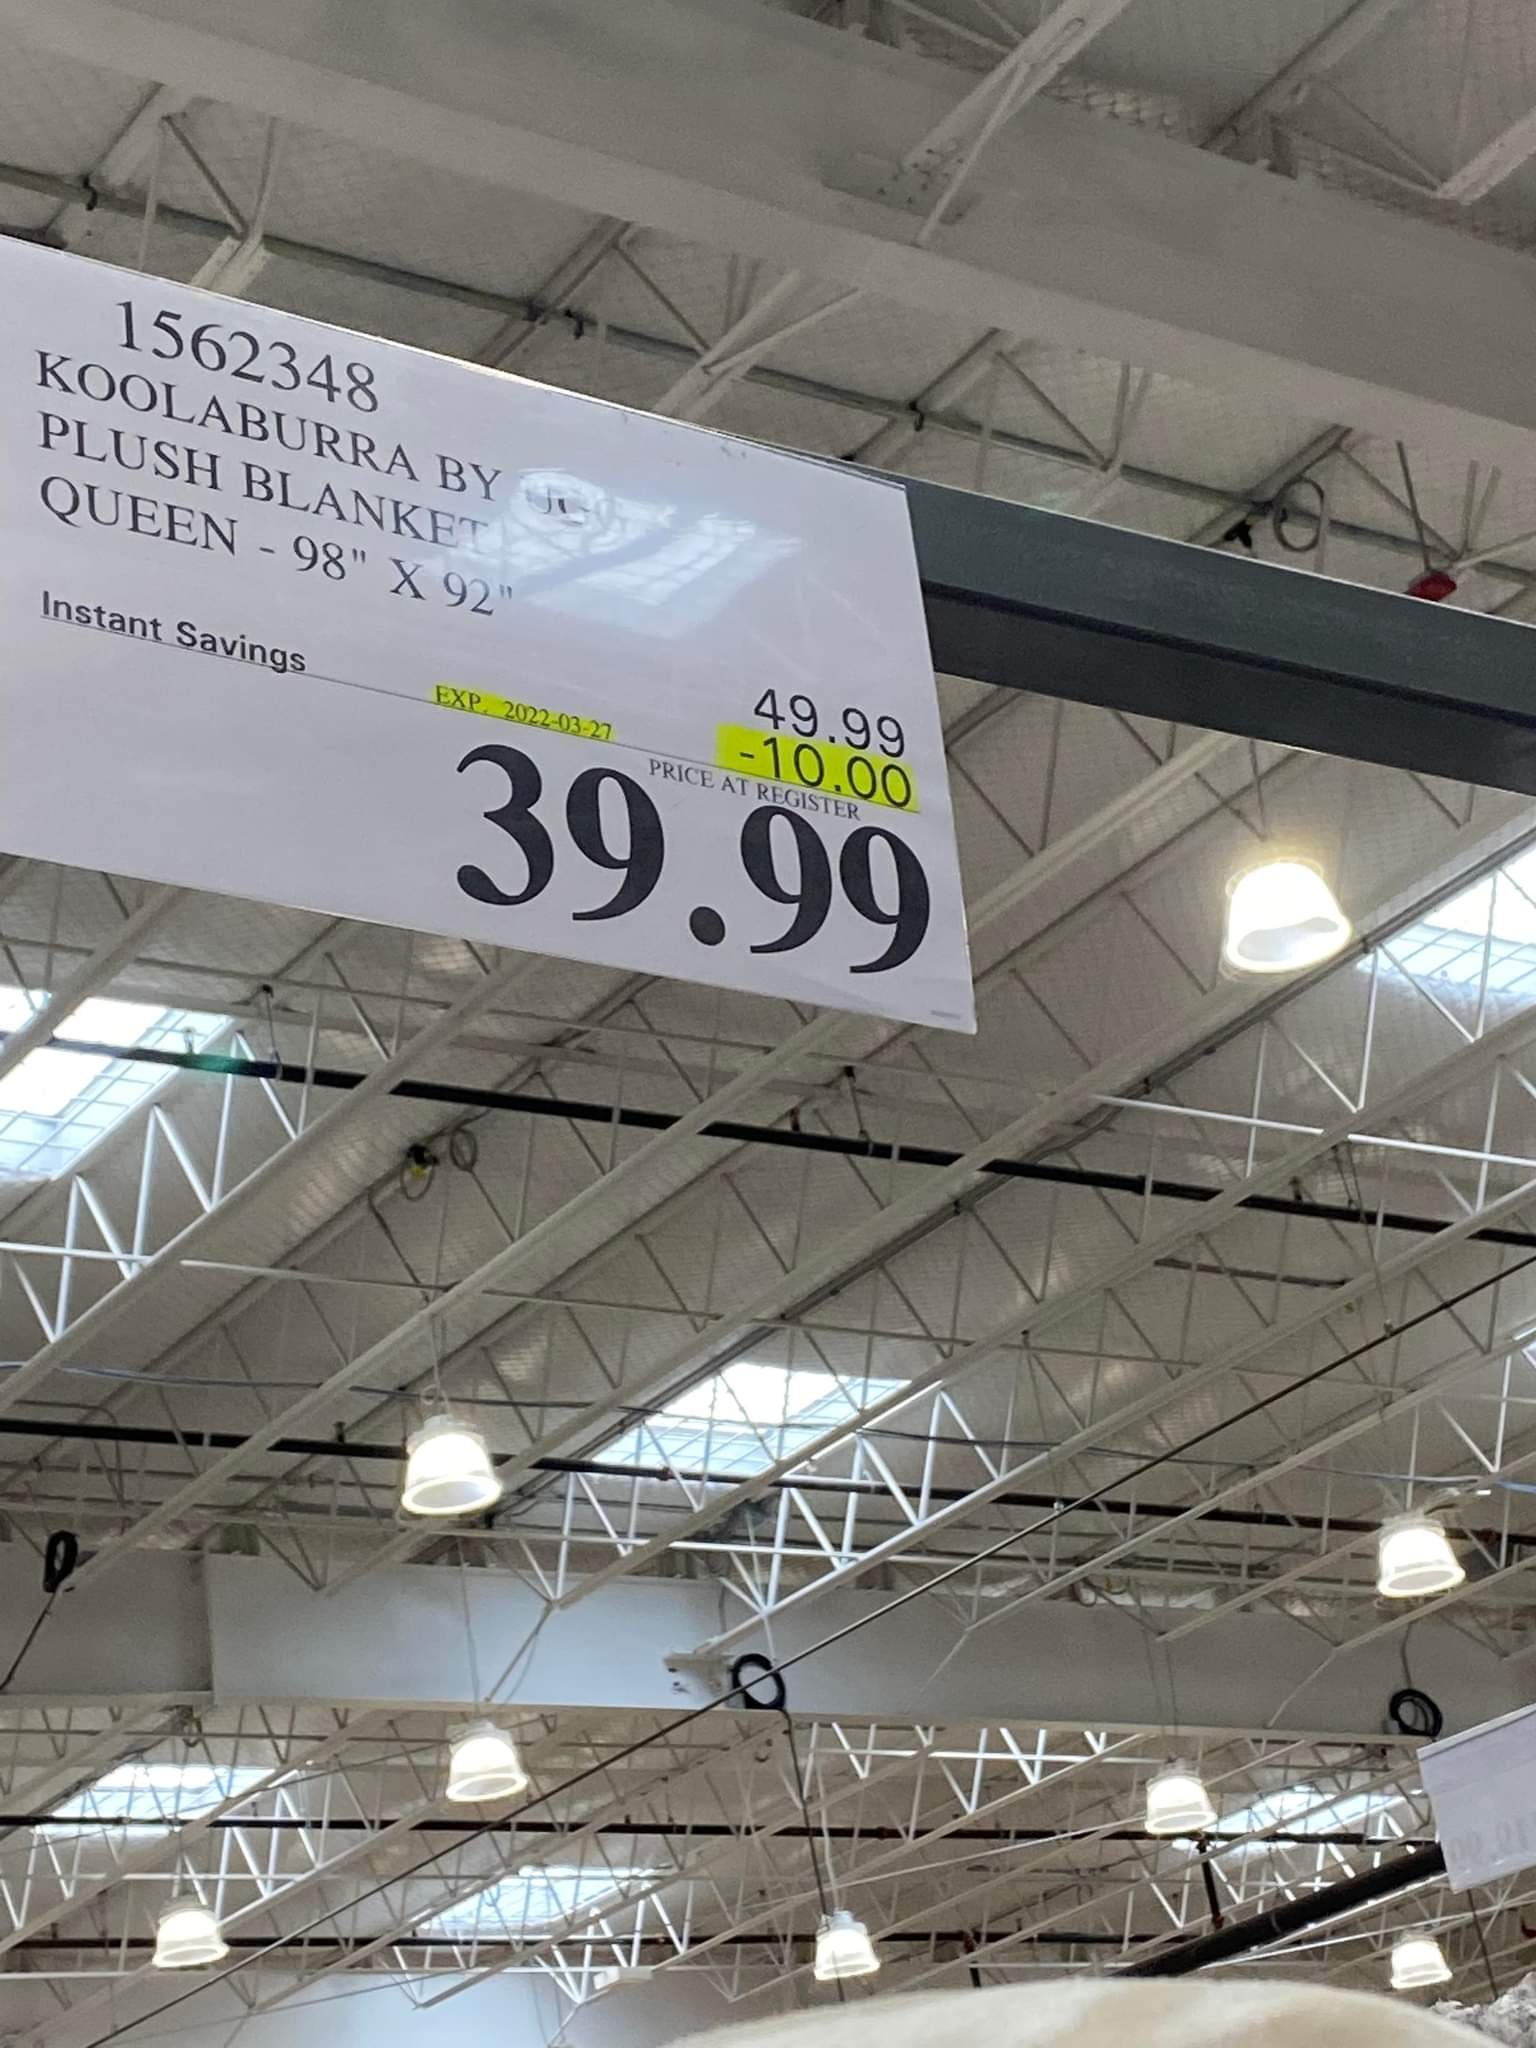 1562348
KOOLABURRA BY
PLUSH BLANKET
QUEEN - 98" X 92"
Instant Savings
49.99
EXP. 2022-03-27 -10.00
PRICE AT REGISTER
39.99